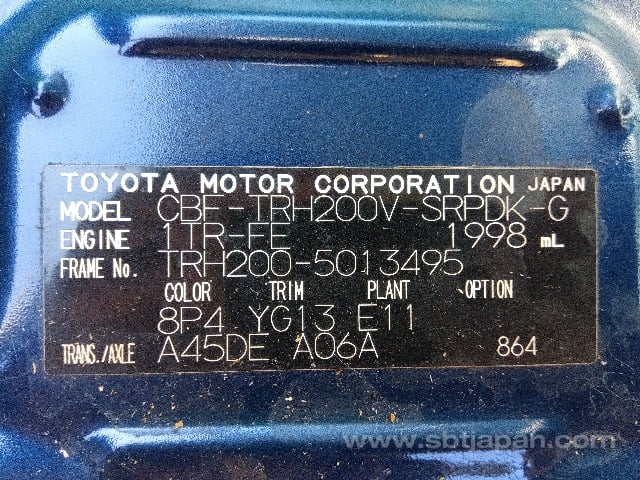 TOYOTA MOTOR CORPORATION JAPAN
MODEL CBF-TRH200V-SRPDK-G
ENGINE 1TR-FE 1998 mL
FRAME No. TRH200-5013495
COLOR TRIM PLANT OPTION
8P4 YG13 E11
TRANS./AXLE A45DE A06A 864
www.sbtjapan.com